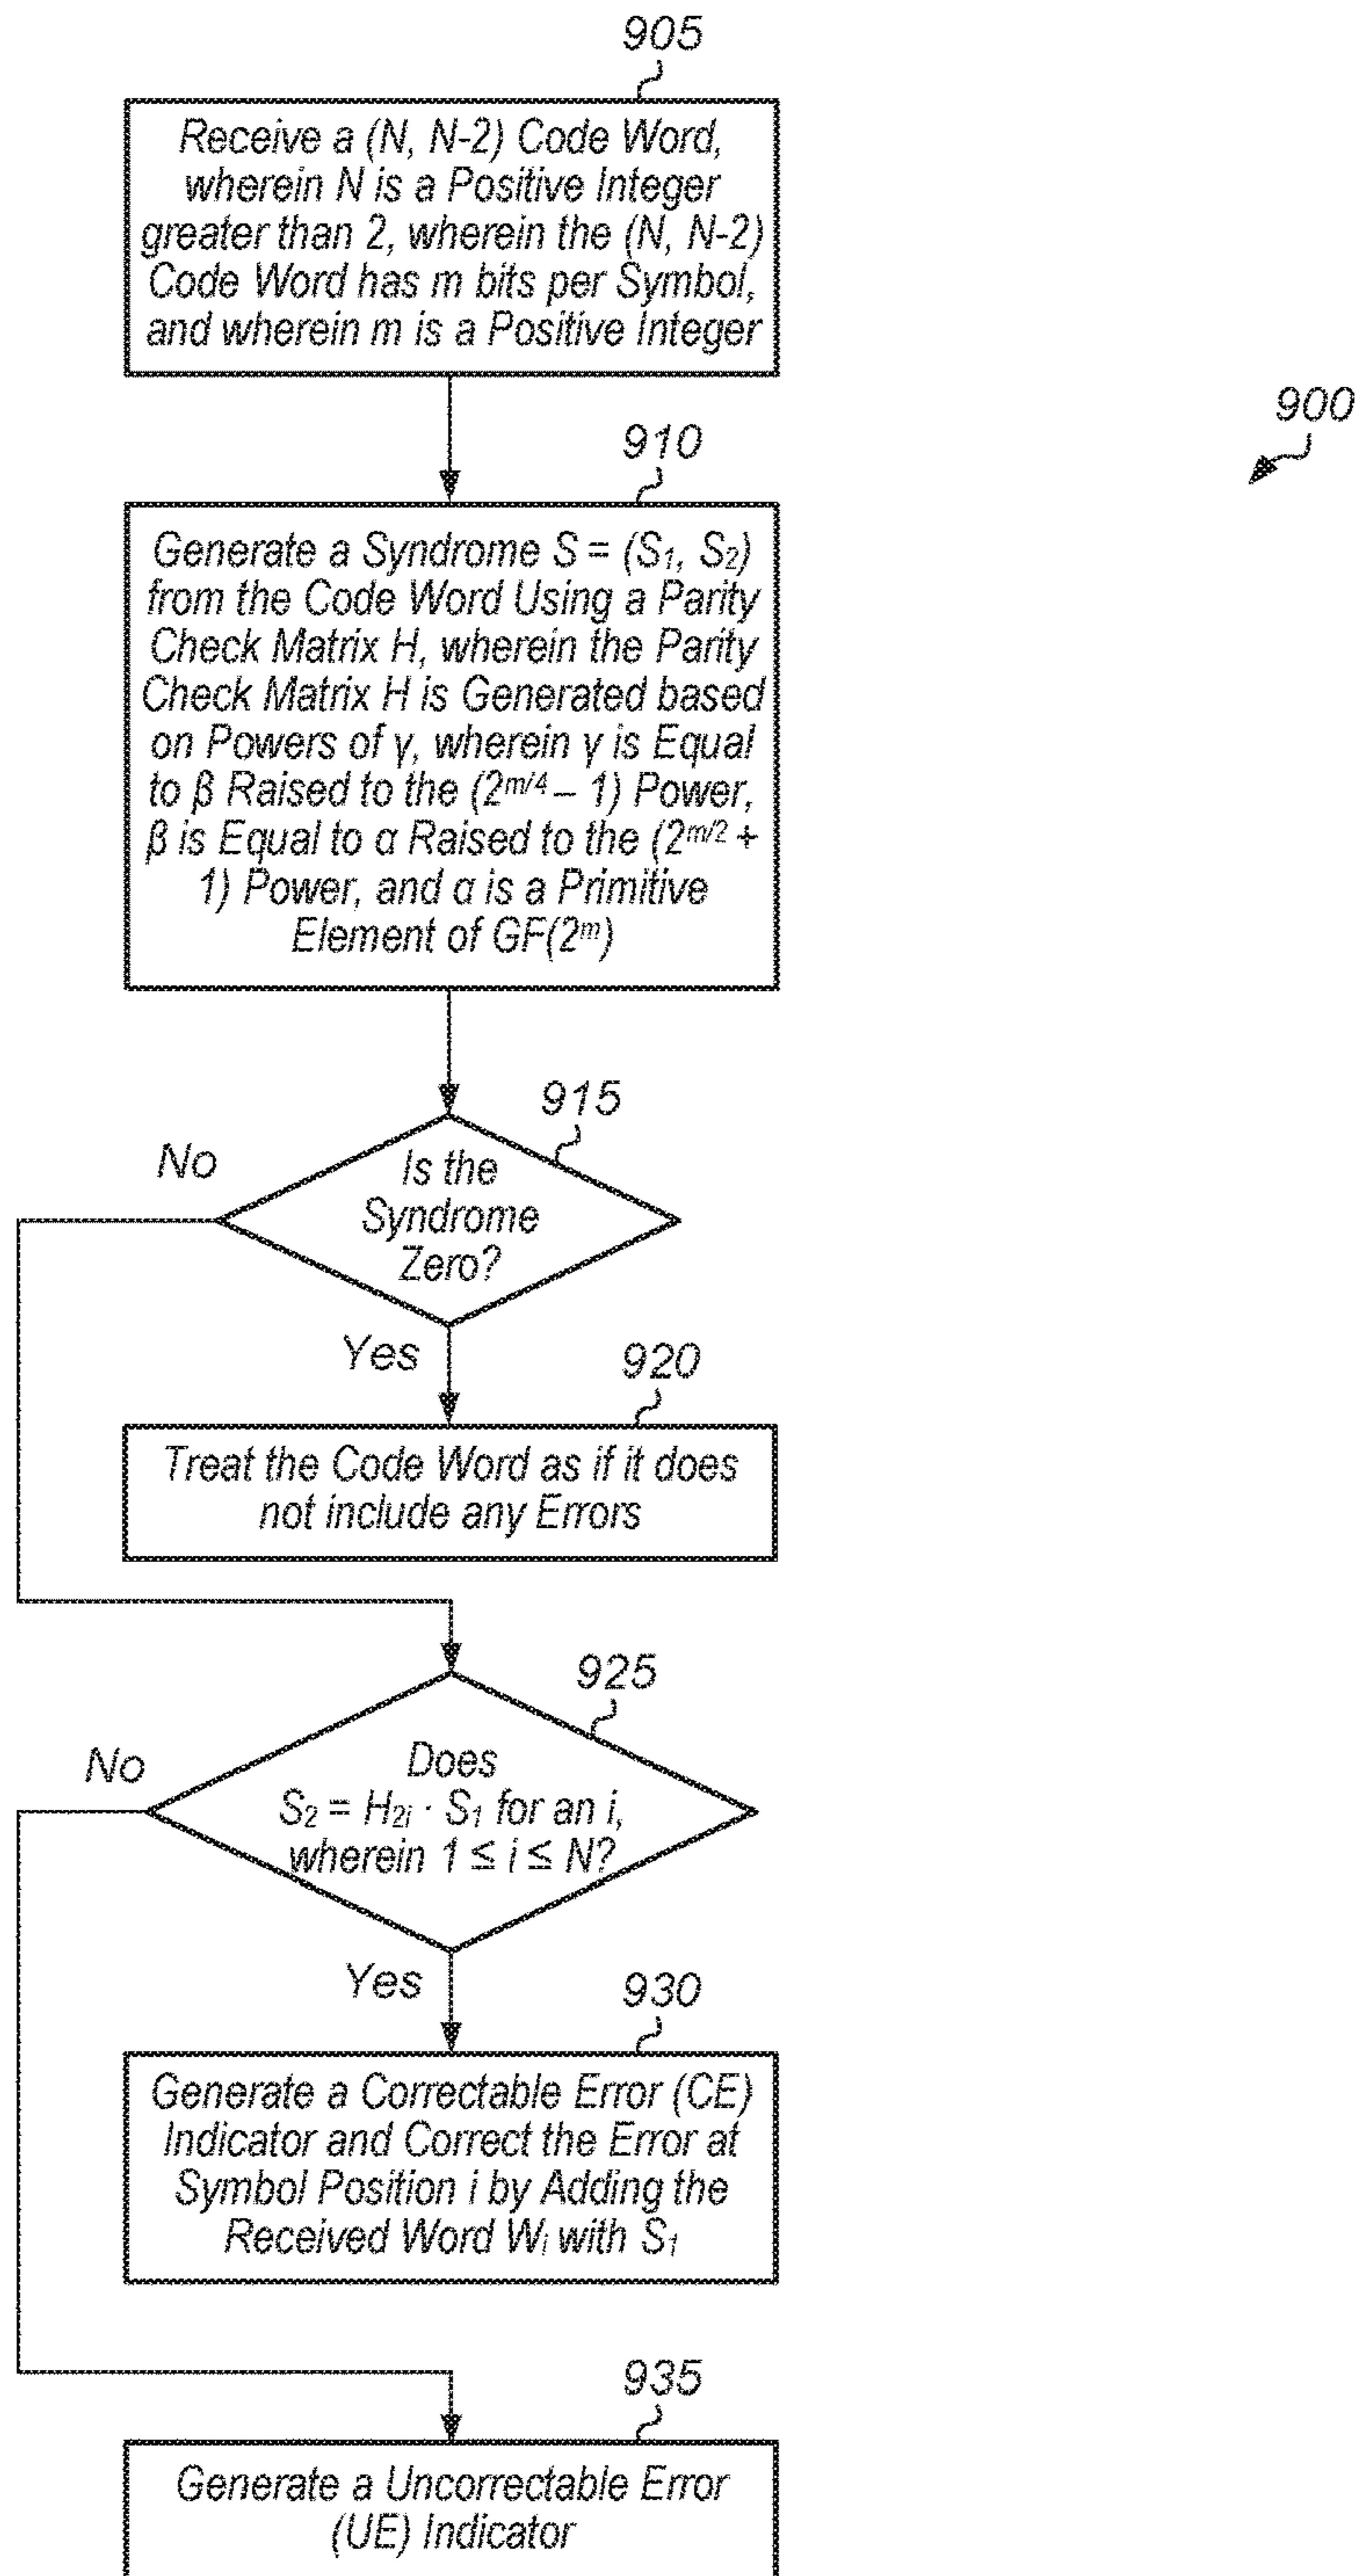 905
Receive a (N, N-2) Code Word,
wherein N is a Positive Integer
greater than 2, wherein the (N, N-2)
Code Word has m bits per Symbol,
and wherein m is a Positive Integer
900
910
Generate a Syndrome S = (S₁, S₂)
from the Code Word Using a Parity
Check Matrix H, wherein the Parity
Check Matrix H is Generated based
on Powers of γ, wherein γ is Equal
to β Raised to the (2^{m/4} – 1) Power,
β is Equal to α Raised to the (2^{m/2} +
1) Power, and α is a Primitive
Element of GF(2^m)
915
No
Is the
Syndrome
Zero?
Yes
920
Treat the Code Word as if it does
not include any Errors
925
No
Does
S₂ = H₂ᵢ · S₁ for an i,
wherein 1 ≤ i ≤ N?
Yes
930
Generate a Correctable Error (CE)
Indicator and Correct the Error at
Symbol Position i by Adding the
Received Word Wᵢ with S₁
935
Generate a Uncorrectable Error
(UE) Indicator